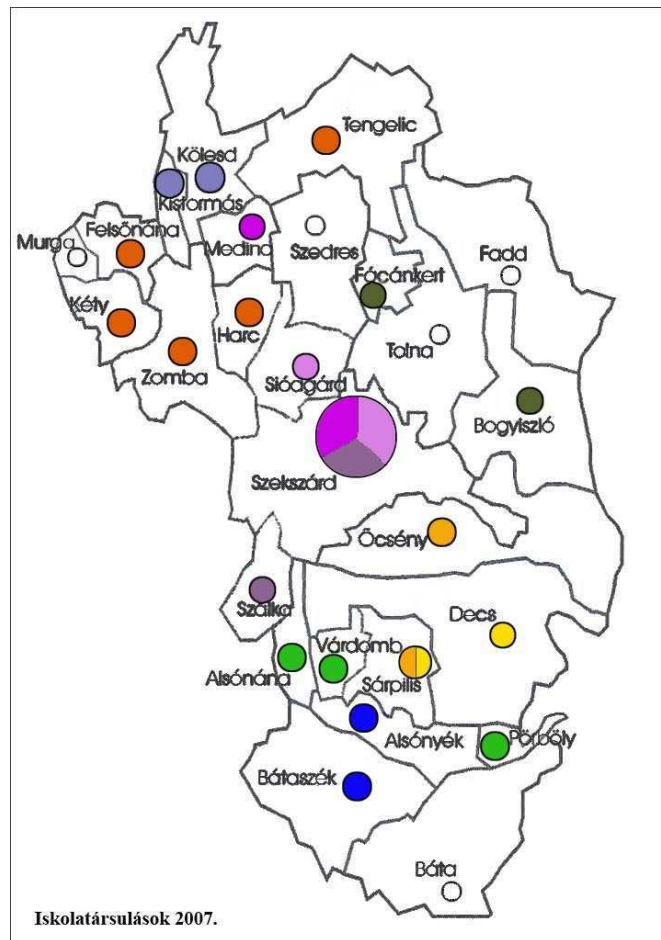 Tengelic
Kölesd
Kistormás
Felsőnána
Medina
Murga
Szedres
Fadd
Fácánkert
Kéty
Harc
Tolna
Zomba
Sióagárd
Bogyiszló
Szekszárd
Őcsény
Szálka
Decs
Várdomb
Alsónána
Sárpilis
Alsónyék
Pörböly
Bátaszék
Báta
Iskolatársulások 2007.